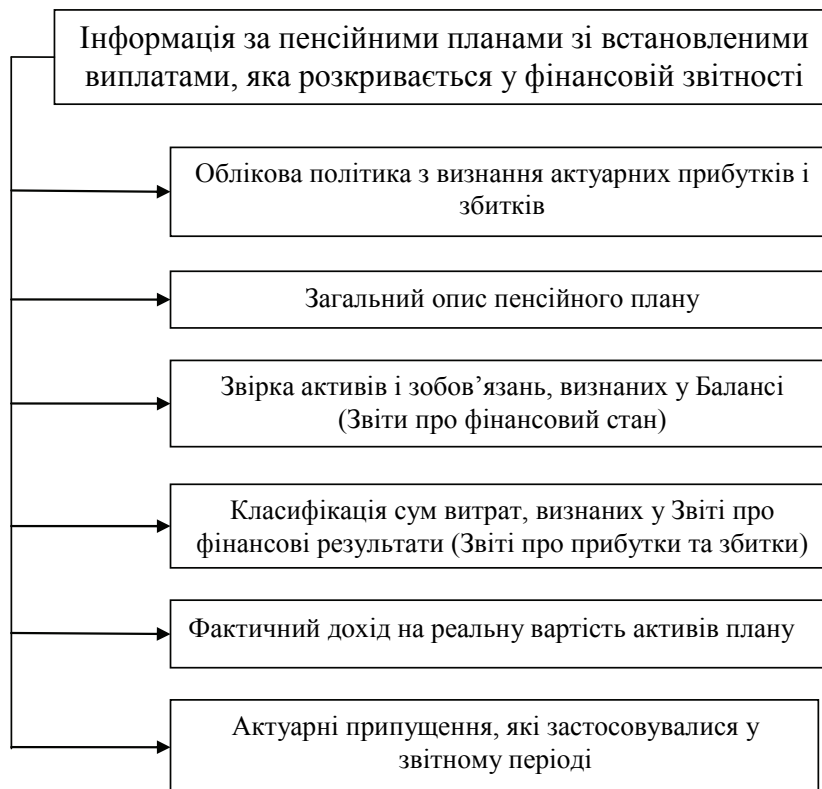 Інформація за пенсійними планами зі встановленими
виплатами, яка розкривається у фінансовій звітності
Облікова політика з визнання актуарних прибутків і
збитків
Загальний опис пенсійного плану
Звірка активів і зобов’язань, визнаних у Балансі
(Звіти про фінансовий стан)
Класифікація сум витрат, визнаних у Звіті про
фінансові результати (Звіті про прибутки та збитки)
Фактичний дохід на реальну вартість активів плану
Актуарні припущення, які застосовувалися у
звітному періоді